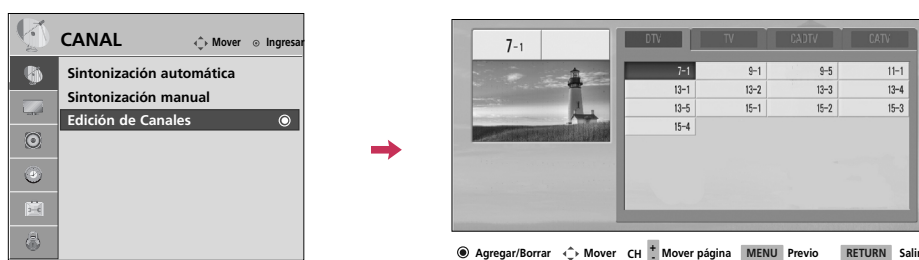 CANAL Mover Ingresar
Sintonización automática
Sintonización manual
Edición de Canales
7-1
DTV TV CADTV CATV
7-1 9-1 9-5 11-1
13-1 13-2 13-3 13-4
13-5 15-1 15-2 15-3
15-4
Agregar/Borrar Mover CH + - Mover página MENU Previo RETURN Salir